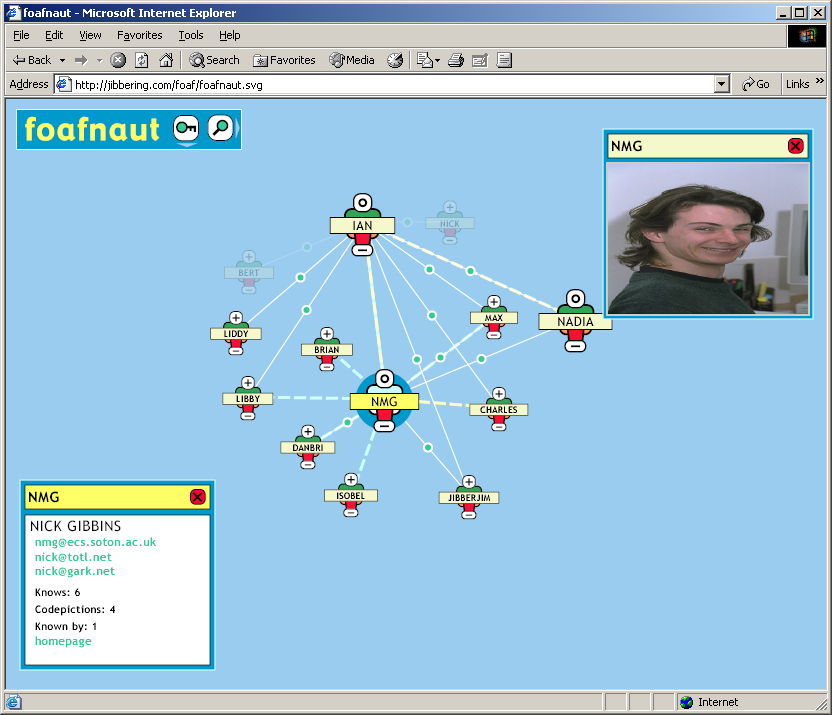 foafnaut - Microsoft Internet Explorer
File Edit View Favorites Tools Help
Back Search Favorites Media
Address http://jibbering.com/foaf/foafnaut.svg Go Links »
foafnaut
NMG
IAN
NICK
BERT
LIDDY
MAX
NADIA
BRIAN
LIBBY
NMG
CHARLES
DANBRI
ISOBEL
JIBBERJIM
NMG
NICK GIBBINS
nmg@ecs.soton.ac.uk
nick@totl.net
nick@gark.net
Knows: 6
Codepictions: 4
Known by: 1
homepage
Internet